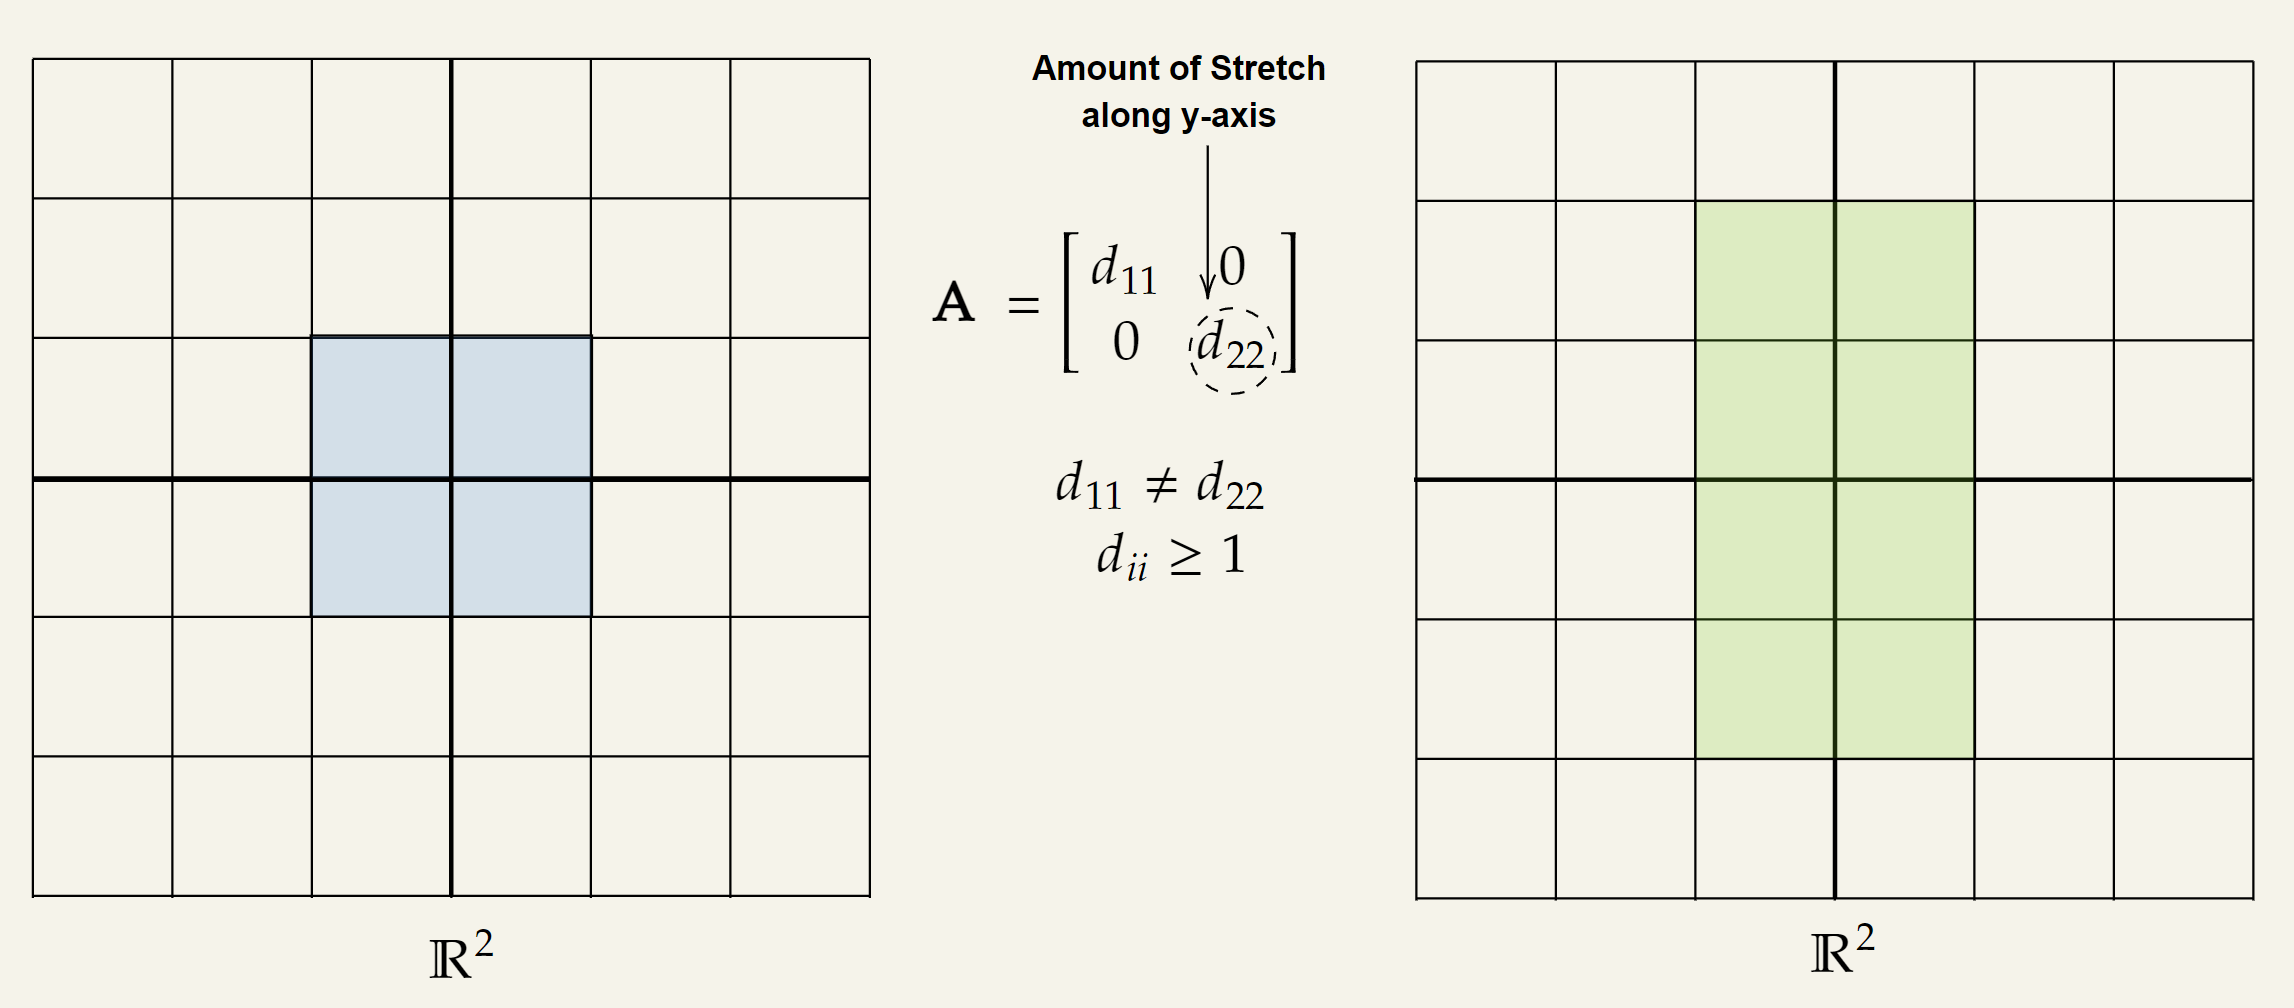 Amount of Stretch
along y-axis
A = [ d₁₁ 0
0 d₂₂ ]
d₁₁ ≠ d₂₂
dᵢᵢ ≥ 1
ℝ²
ℝ²